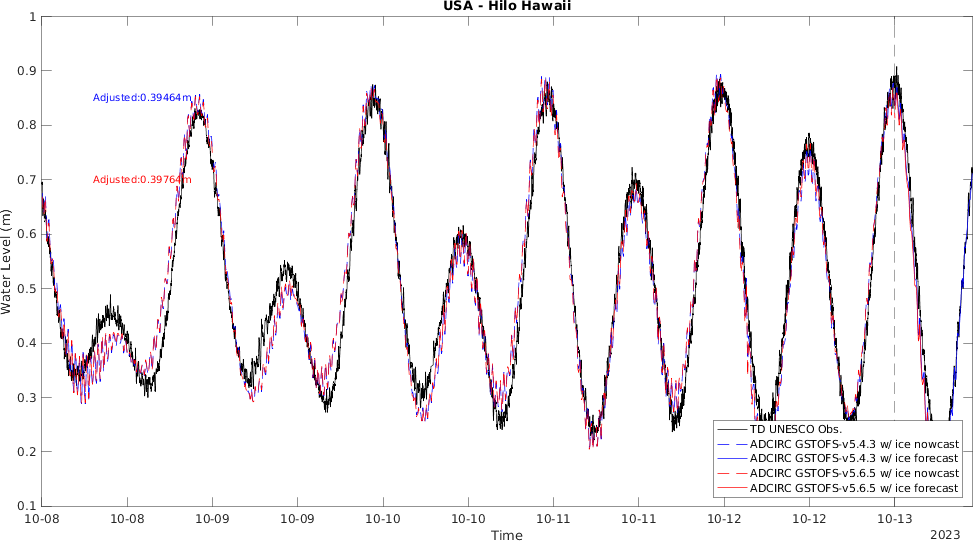 USA - Hilo Hawaii
1
0.9
0.8
0.7
0.6
0.5
0.4
0.3
0.2
0.1
Water Level (m)
Adjusted:0.39464m
Adjusted:0.39764m
TD UNESCO Obs.
ADCIRC GSTOFS-v5.4.3 w/ ice nowcast
ADCIRC GSTOFS-v5.4.3 w/ ice forecast
ADCIRC GSTOFS-v5.6.5 w/ ice nowcast
ADCIRC GSTOFS-v5.6.5 w/ ice forecast
10-08 10-08 10-09 10-09 10-10 10-10 10-11 10-11 10-12 10-12 10-13
Time
2023